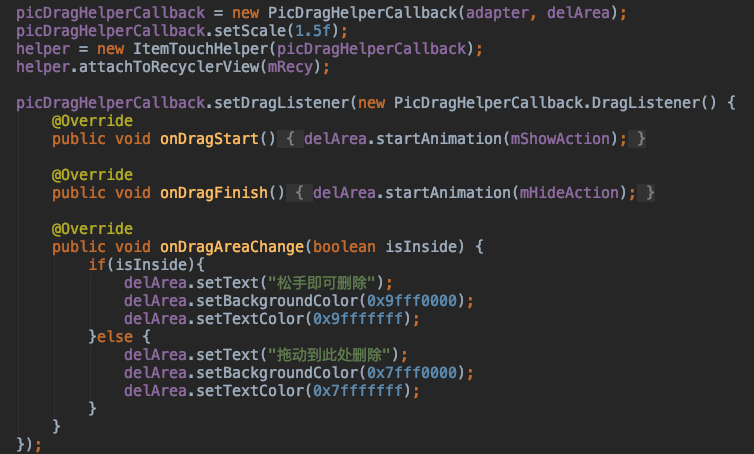 picDragHelperCallback = new PicDragHelperCallback(adapter, delArea);
picDragHelperCallback.setScale(1.5f);
helper = new ItemTouchHelper(picDragHelperCallback);
helper.attachToRecyclerView(mRecy);
picDragHelperCallback.setDragListener(new PicDragHelperCallback.DragListener() {
@Override
public void onDragStart() { delArea.startAnimation(mShowAction); }
@Override
public void onDragFinish() { delArea.startAnimation(mHideAction); }
@Override
public void onDragAreaChange(boolean isInside) {
if(isInside){
delArea.setText("松手即可删除");
delArea.setBackgroundColor(0x9fff0000);
delArea.setTextColor(0x9fffffff);
}else {
delArea.setText("拖动到此处删除");
delArea.setBackgroundColor(0x7fff0000);
delArea.setTextColor(0x7fffffff);
}
}
});